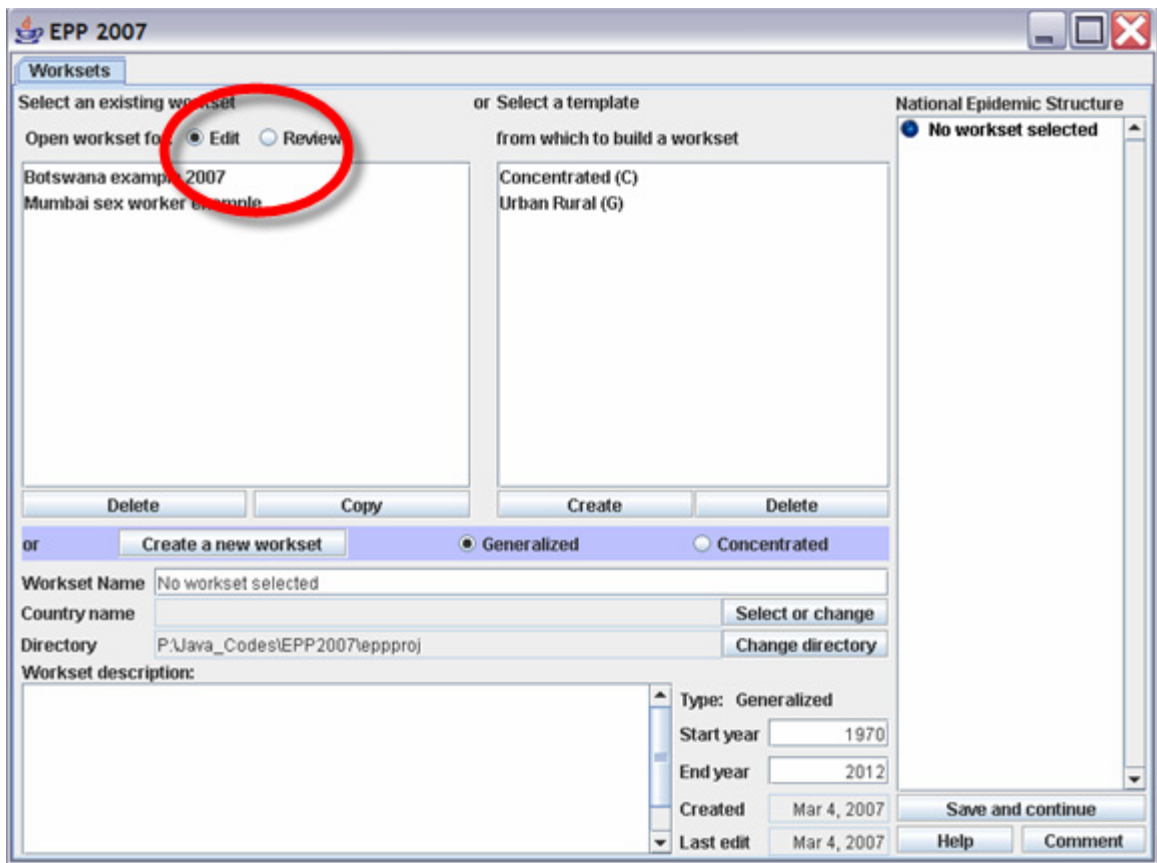 EPP 2007
Worksets
Select an existing workset
Open workset for Edit Review
Botswana example 2007
Mumbai sex worker example
Delete Copy
or Select a template
from which to build a workset
Concentrated (C)
Urban Rural (G)
Create Delete
National Epidemic Structure
No workset selected
or Create a new workset Generalized Concentrated
Workset Name No workset selected
Country name Select or change
Directory P:\Java_Codes\EPP2007\eppproj Change directory
Workset description:
Type: Generalized
Start year 1970
End year 2012
Created Mar 4, 2007
Last edit Mar 4, 2007
Save and continue
Help Comment